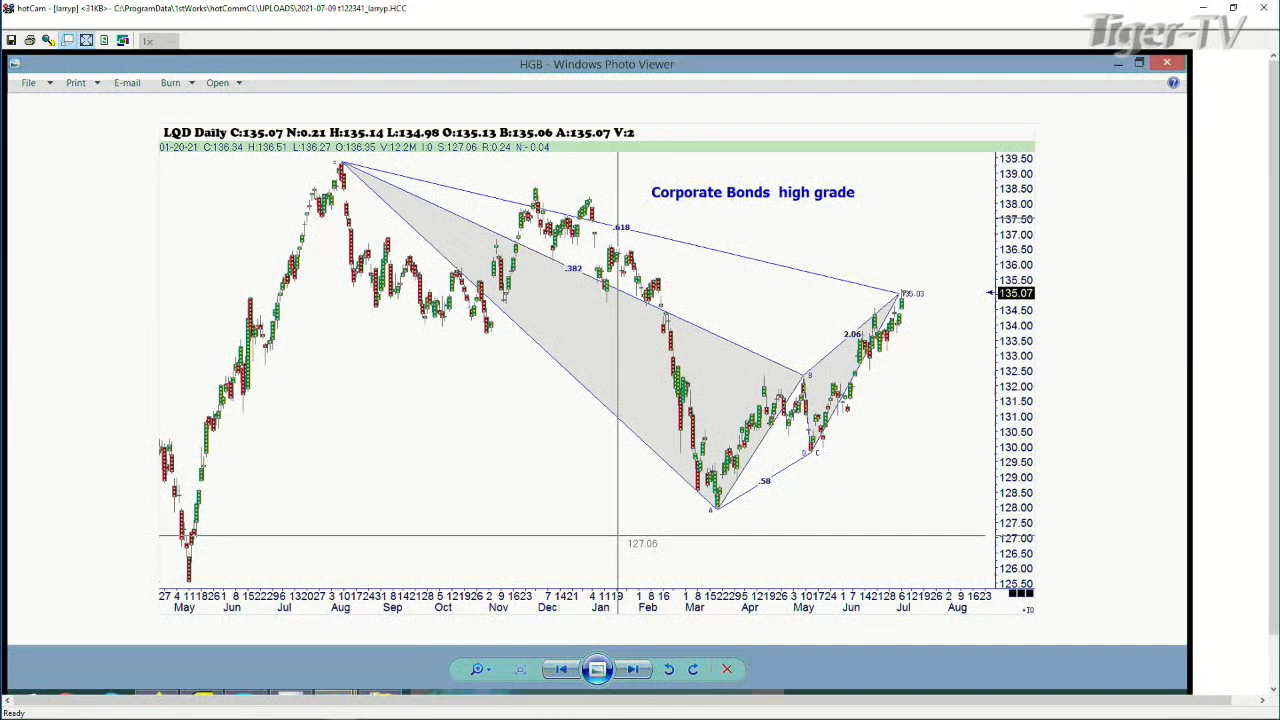 hotCam - [larryp] <31KB> - C:\ProgramData\1stWorks\hotCommCL\UPLOADS\2021-07-09 t122341_larryp.HCC
Tiger-TV
1x
HGB - Windows Photo Viewer
File Print E-mail Burn Open
LQD Daily C:135.07 N:0.21 H:135.14 L:134.98 O:135.13 B:135.06 A:135.07 V:2
01-20-21 C:136.34 H:136.51 L:136.27 O:136.35 V:12.2M I:0 S:127.06 R:0.24 N:-0.04
Corporate Bonds high grade
X
.618
.382
2.06
.58
A
B
D C
135.03
127.06
139.50
139.00
138.50
138.00
137.50
137.00
136.50
136.00
135.50
135.07
134.50
134.00
133.50
133.00
132.50
132.00
131.50
131.00
130.50
130.00
129.50
129.00
128.50
128.00
127.50
127.00
126.50
126.00
125.50
May Jun Jul Aug Sep Oct Nov Dec Jan Feb Mar Apr May Jun Jul Aug
Ready